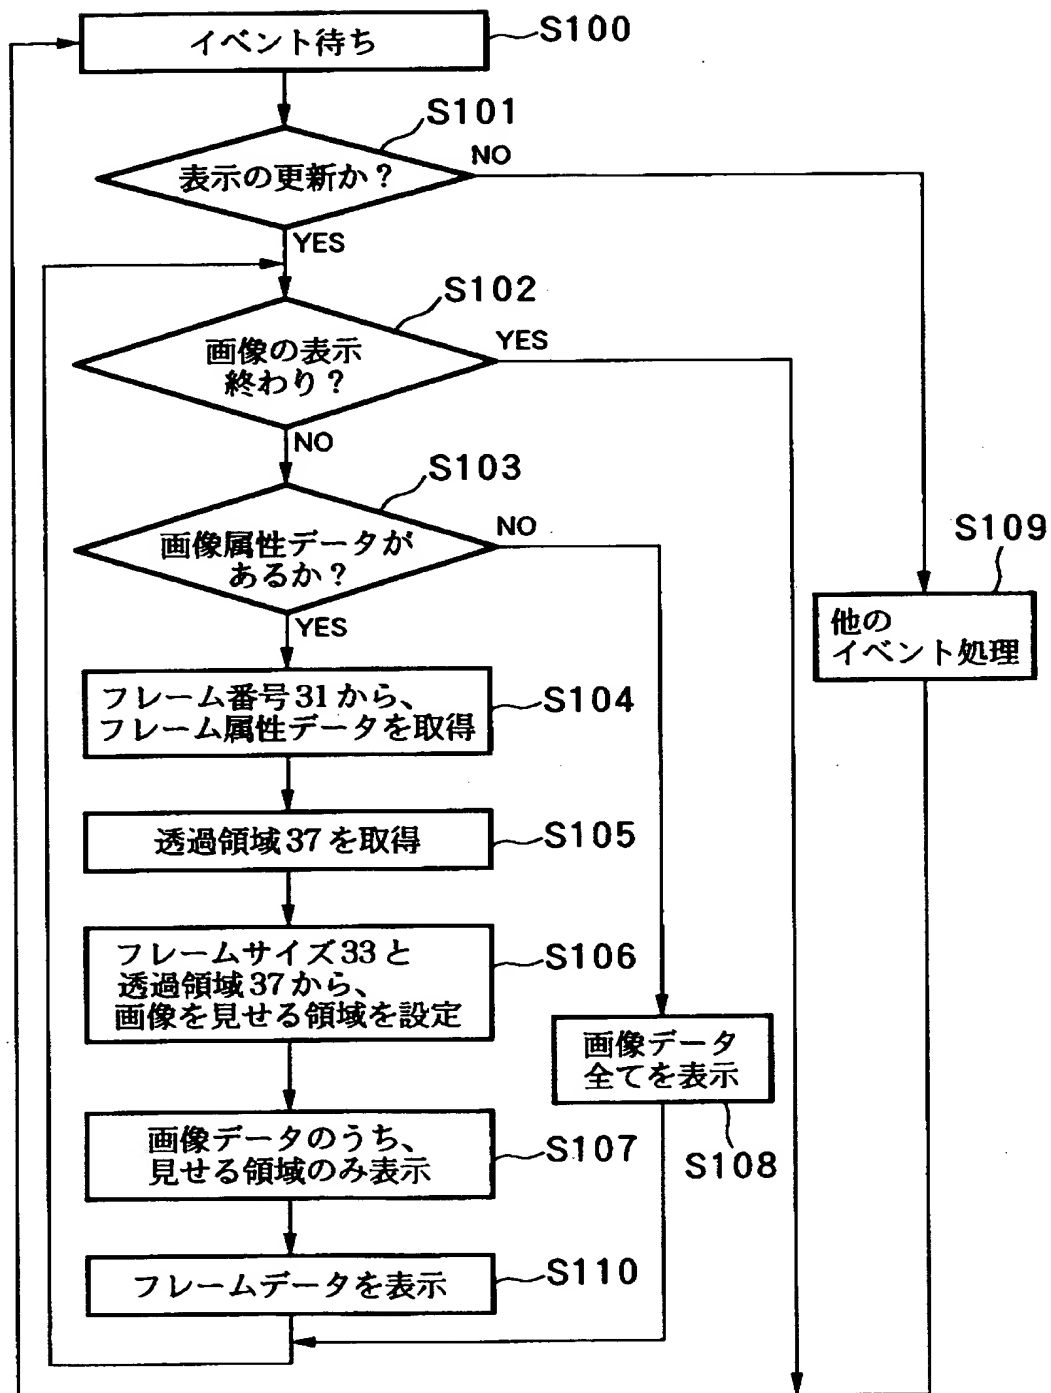 イベント待ち
S100
S101
表示の更新か？
NO
YES
S102
画像の表示
終わり？
YES
NO
S103
画像属性データが
あるか？
NO
YES
S109
他の
イベント処理
フレーム番号31から、
フレーム属性データを取得
S104
透過領域37を取得
S105
フレームサイズ33と
透過領域37から、
画像を見せる領域を設定
S106
画像データ
全てを表示
S108
画像データのうち、
見せる領域のみ表示
S107
フレームデータを表示
S110